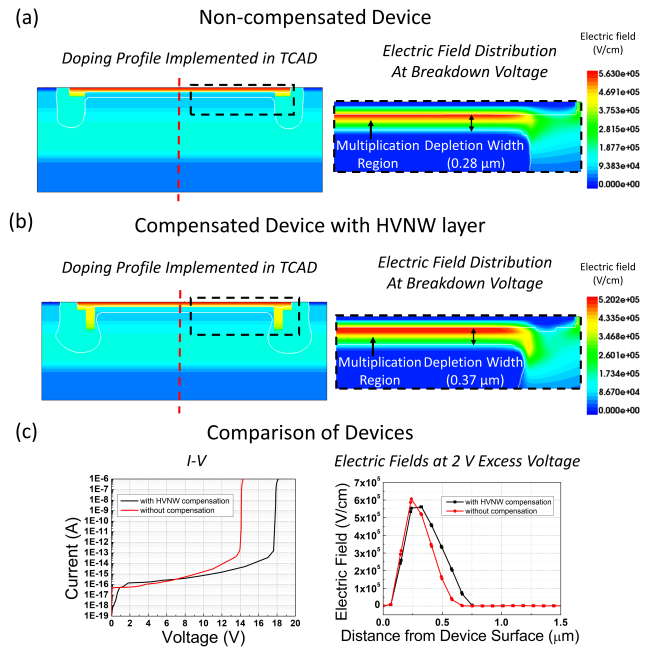 (a)
Non-compensated Device
Doping Profile Implemented in TCAD
Electric Field Distribution
At Breakdown Voltage
Electric field
(V/cm)
5.630e+05
4.691e+05
3.753e+05
2.815e+05
1.877e+05
9.383e+04
0.000e+00
Multiplication
Region
Depletion Width
(0.28 μm)
(b)
Compensated Device with HVNW layer
Doping Profile Implemented in TCAD
Electric Field Distribution
At Breakdown Voltage
Electric field
(V/cm)
5.202e+05
4.335e+05
3.468e+05
2.601e+05
1.734e+05
8.670e+04
0.000e+00
Multiplication
Region
Depletion Width
(0.37 μm)
(c)
Comparison of Devices
I-V
1E-6
1E-7
1E-8
1E-9
1E-10
1E-11
1E-12
1E-13
1E-14
1E-15
1E-16
1E-17
1E-18
1E-19
Current (A)
with HVNW compensation
without compensation
0 2 4 6 8 10 12 14 16 18 20
Voltage (V)
Electric Fields at 2 V Excess Voltage
7x10⁵
6x10⁵
5x10⁵
4x10⁵
3x10⁵
2x10⁵
1x10⁵
0
Electric Field (V/cm)
with HVNW compensation
without compensation
0.0 0.5 1.0 1.5
Distance from Device Surface (μm)